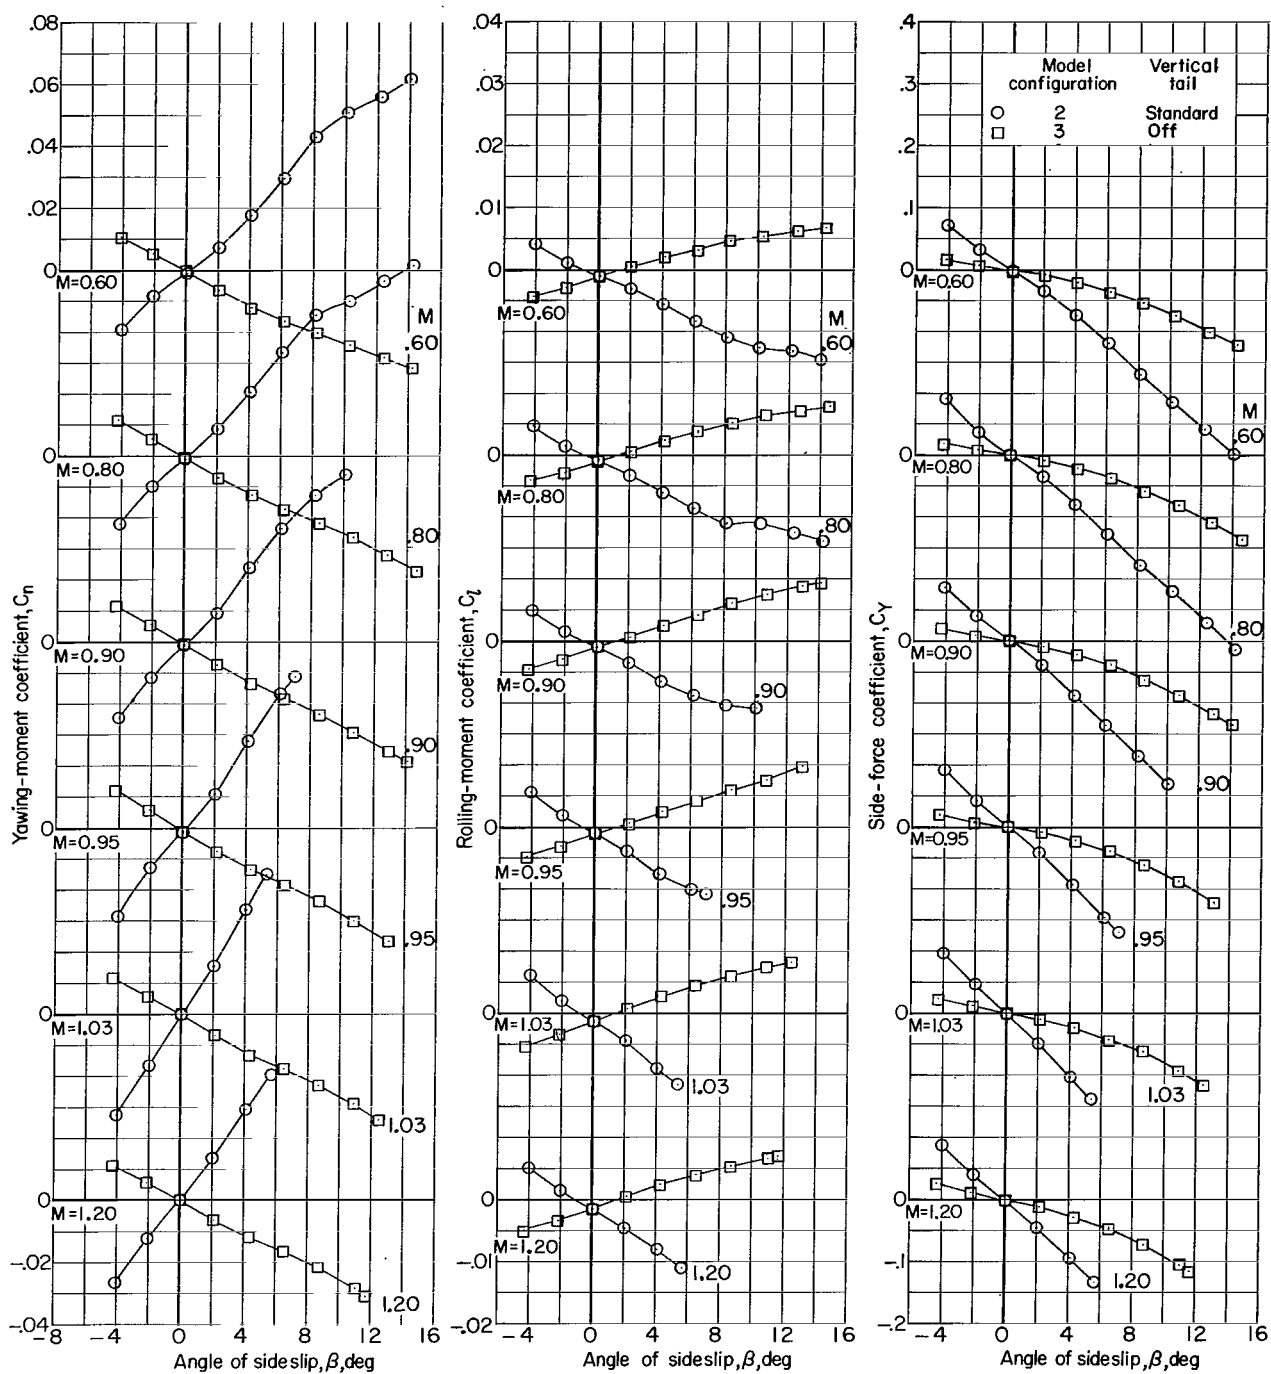 .08
.06
.04
.02
0
M=0.60
0
M=0.80
0
M=0.90
0
M=0.95
0
M=1.03
0
M=1.20
-.02
-.04
M
.60
.80
.90
.95
1.03
1.20
-8
-4
0
4
8
12
16
Yawing-moment coefficient, Cn
Angle of sideslip, β, deg
.04
.03
.02
.01
0
M=0.60
0
M=0.80
0
M=0.90
0
M=0.95
0
M=1.03
0
M=1.20
-.01
-.02
M
.60
.80
.90
.95
1.03
1.20
-4
0
4
8
12
16
Rolling-moment coefficient, Cl
Angle of sideslip, β, deg
.4
.3
.2
.1
0
M=0.60
0
M=0.80
0
M=0.90
0
M=0.95
0
M=1.03
0
M=1.20
-.1
-.2
Model Vertical
configuration tail
2 Standard
3 Off
M
.60
.80
.90
.95
1.03
1.20
-4
0
4
8
12
16
Side-force coefficient, CY
Angle of sideslip, β, deg